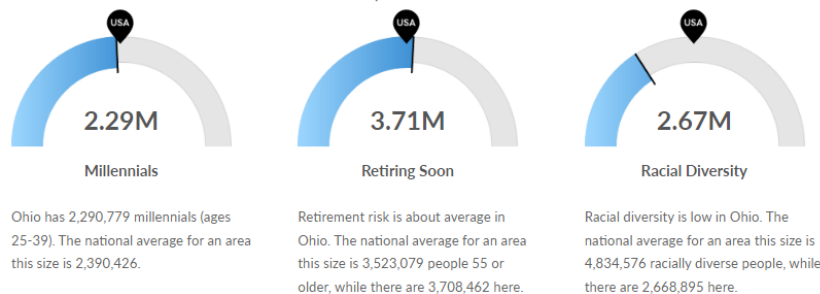 USA
2.29M
Millennials
Ohio has 2,290,779 millennials (ages
25-39). The national average for an area
this size is 2,390,426.
USA
3.71M
Retiring Soon
Retirement risk is about average in
Ohio. The national average for an area
this size is 3,523,079 people 55 or
older, while there are 3,708,462 here.
USA
2.67M
Racial Diversity
Racial diversity is low in Ohio. The
national average for an area this size is
4,834,576 racially diverse people, while
there are 2,668,895 here.